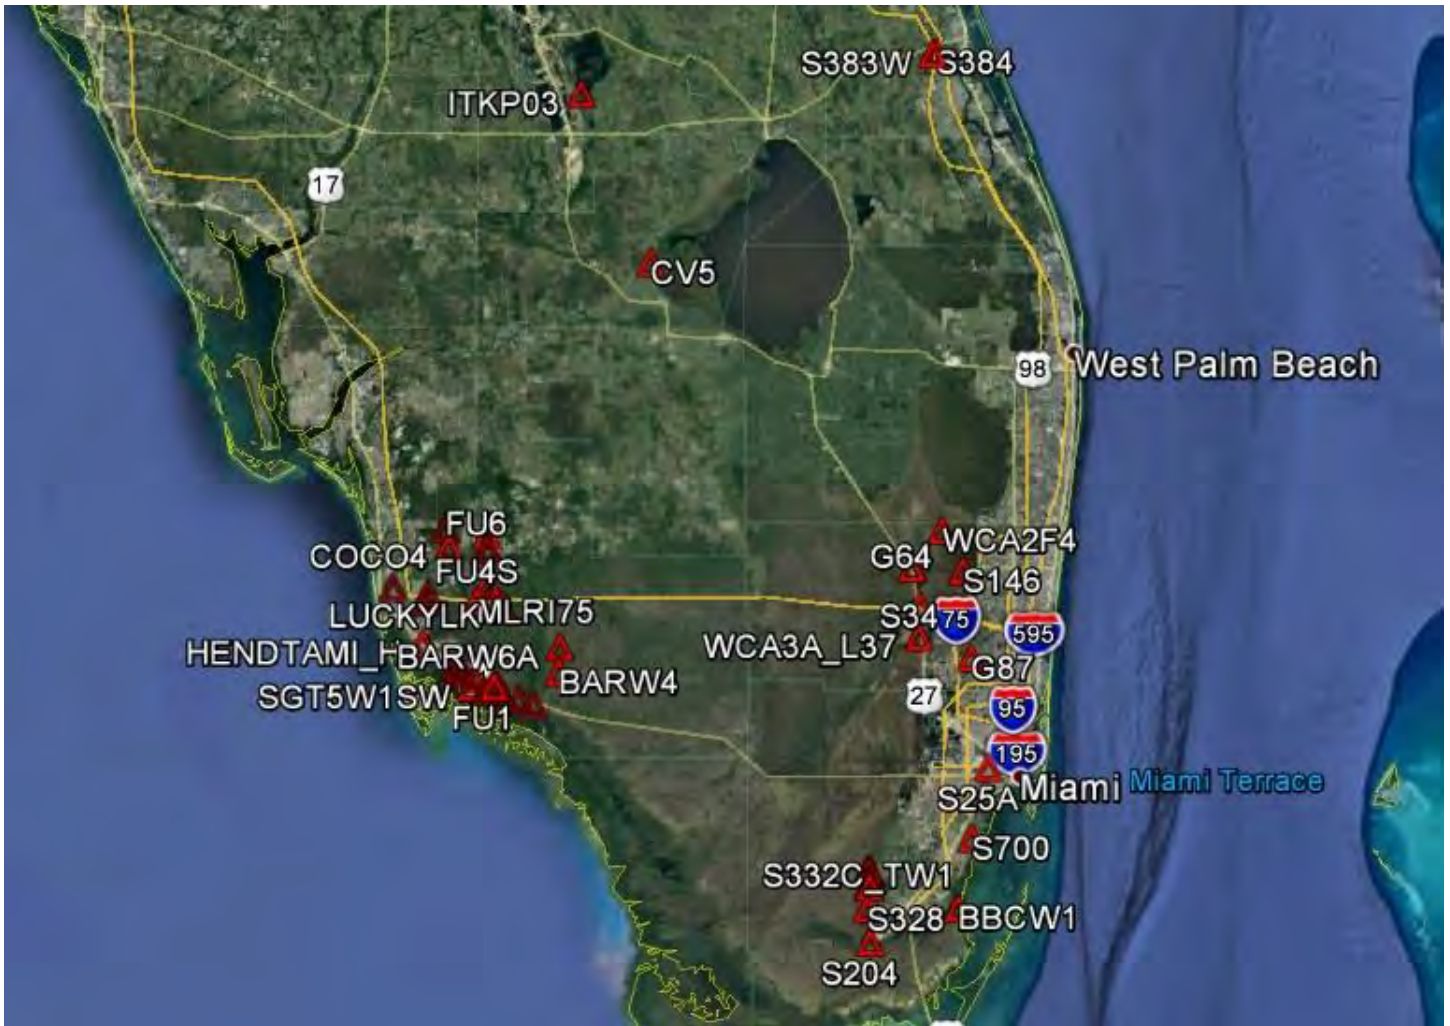 S383W
S384
ITKP03
17
CV5
98
West Palm Beach
FU6
COCO4
FU4S
G64
WCA2F4
S146
LUCKYLK
MLRI75
S34
75
595
HENDTAMI_H
BARW6A
WCA3A_L37
G87
BARW4
SGT5W1SW
FU1
27
95
195
S25A
Miami
Miami Terrace
S700
S332C_TW1
S328
BBCW1
S204